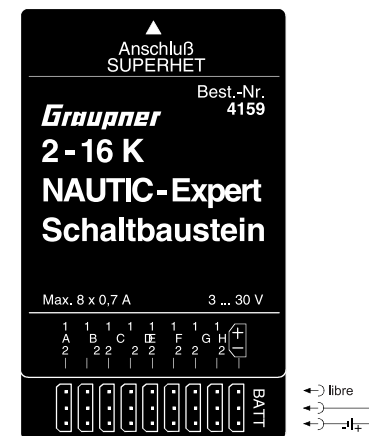 Anschluß
SUPERHET
Best.-Nr.
4159
Graupner
2-16 K
NAUTIC-Expert
Schaltbaustein
Max. 8 x 0,7 A 3 ... 30 V
1 1 1 1 1 1 1 1 +
A B C D E F G H
2 2 2 2 2 2 2 2 −
BATT
libre
+